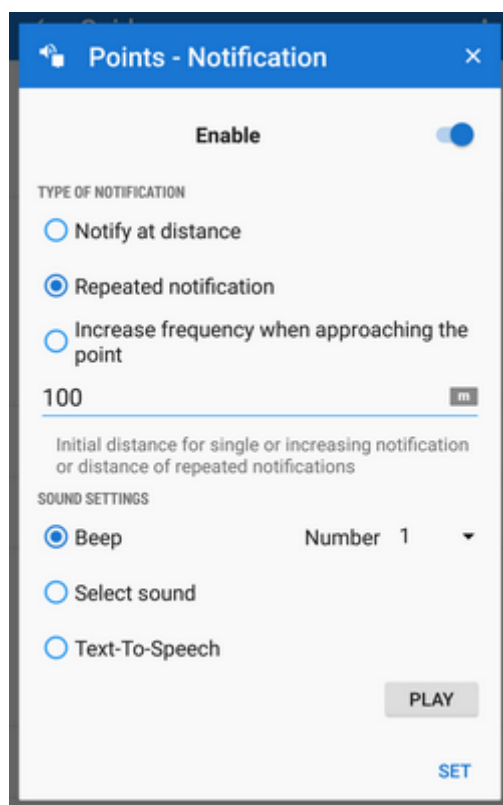 Points - Notification
Enable
TYPE OF NOTIFICATION
Notify at distance
Repeated notification
Increase frequency when approaching the
point
100 m
Initial distance for single or increasing notification
or distance of repeated notifications
SOUND SETTINGS
Beep Number 1
Select sound
Text-To-Speech
PLAY
SET